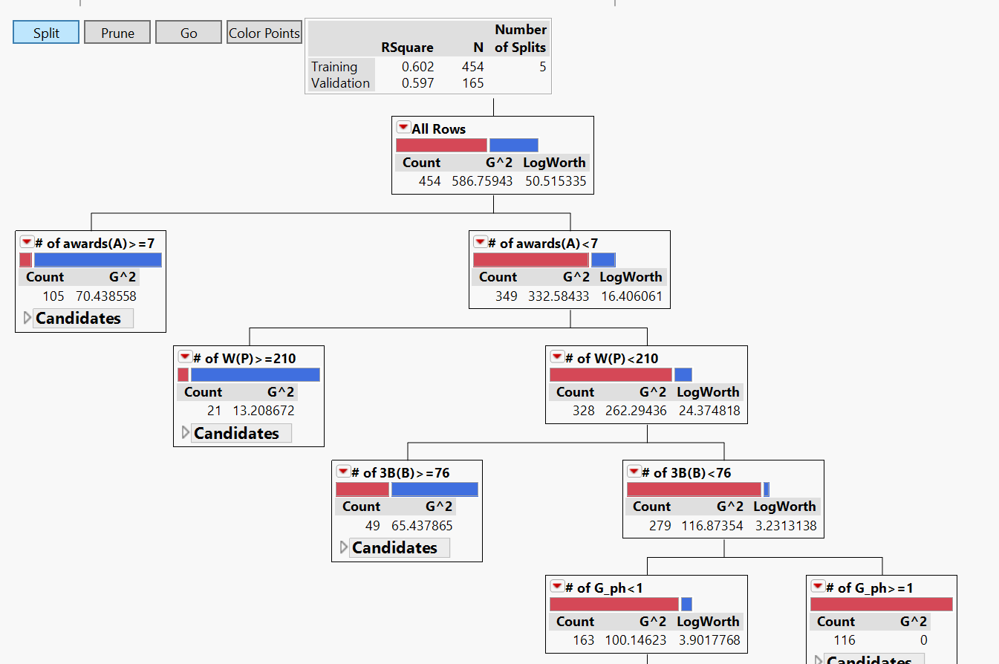 Split Prune Go Color Points
Number
RSquare N of Splits
Training 0.602 454 5
Validation 0.597 165
All Rows
Count G^2 LogWorth
454 586.75943 50.515335
# of awards(A)>=7
Count G^2
105 70.438558
Candidates
# of awards(A)<7
Count G^2 LogWorth
349 332.58433 16.406061
# of W(P)>=210
Count G^2
21 13.208672
Candidates
# of W(P)<210
Count G^2 LogWorth
328 262.29436 24.374818
# of 3B(B)>=76
Count G^2
49 65.437865
Candidates
# of 3B(B)<76
Count G^2 LogWorth
279 116.87354 3.2313138
# of G_ph<1
Count G^2 LogWorth
163 100.14623 3.9017768
# of G_ph>=1
Count G^2
116 0
Candidates